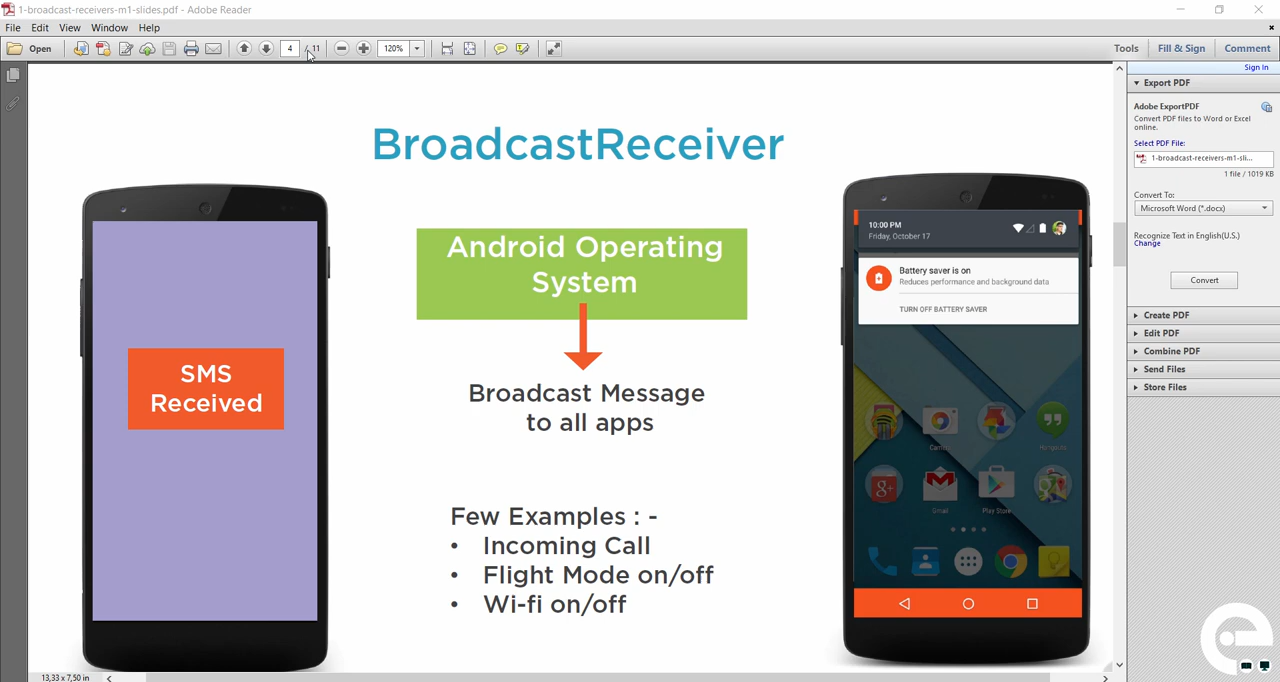 1-broadcast-receivers-m1-slides.pdf - Adobe Reader
File Edit View Window Help
Open 4 / 11 120% Tools Fill & Sign Comment
Sign In
Export PDF
Adobe ExportPDF
Convert PDF files to Word or Excel
online.
Select PDF File:
1-broadcast-receivers-m1-sli...
1 file / 1019 KB
Convert To:
Microsoft Word (*.docx)
Recognize Text in English(U.S.)
Change
Convert
Create PDF
Edit PDF
Combine PDF
Send Files
Store Files
BroadcastReceiver
SMS
Received
Android Operating
System
Broadcast Message
to all apps
Few Examples : -
• Incoming Call
• Flight Mode on/off
• Wi-fi on/off
10:00 PM
Friday, October 17
Battery saver is on
Reduces performance and background data
TURN OFF BATTERY SAVER
Hangouts
Gmail Play Store
13,33 x 7,50 in